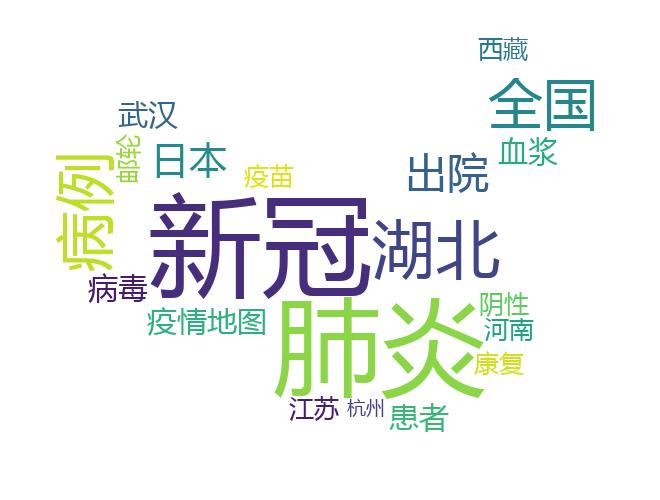 西藏
全国
武汉
血浆
邮轮
日本
出院
疫苗
病例
新冠
湖北
病毒
疫情地图
肺炎
阴性
河南
康复
江苏
杭州
患者